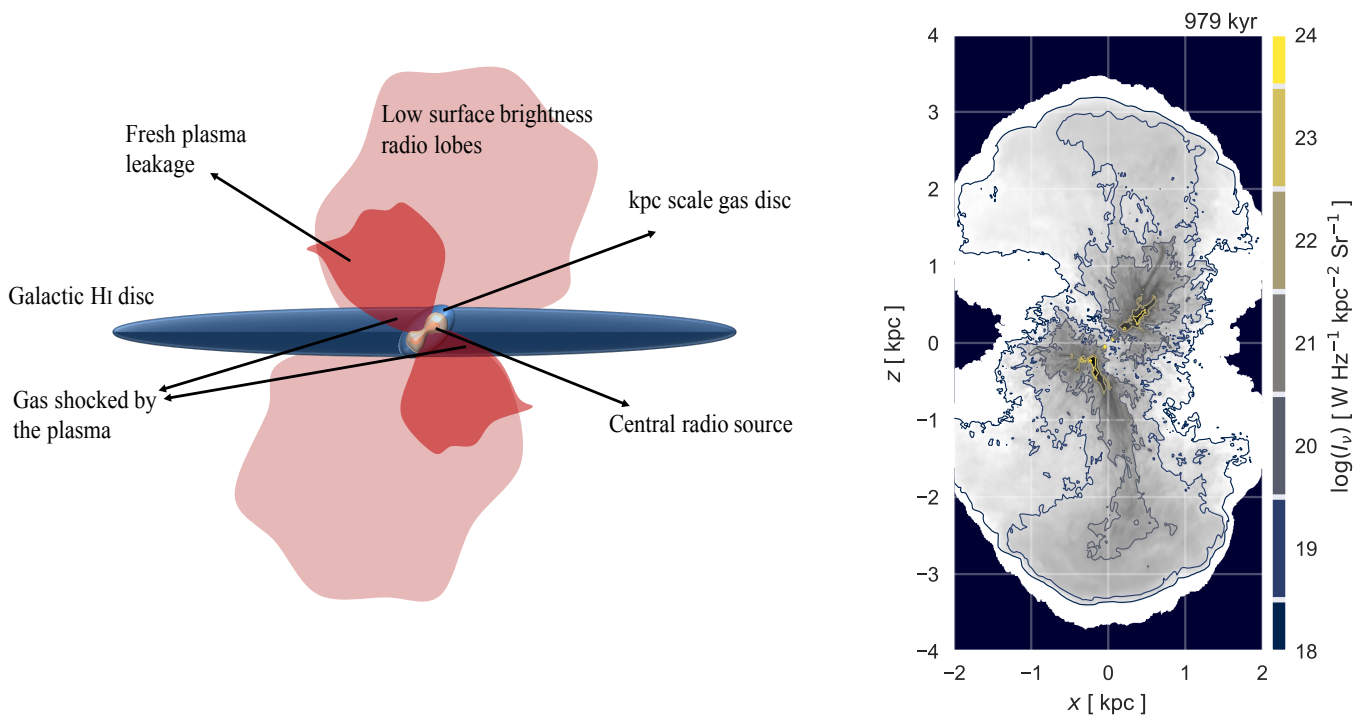 Low surface brightness
radio lobes
Fresh plasma
leakage
kpc scale gas disc
Galactic HI disc
Gas shocked by
the plasma
Central radio source
979 kyr
4
3
2
1
0
−1
−2
−3
−4
z [ kpc ]
−2
−1
0
1
2
x [ kpc ]
24
23
22
21
20
19
18
log(Iν) [ W Hz⁻¹ kpc⁻² Sr⁻¹ ]